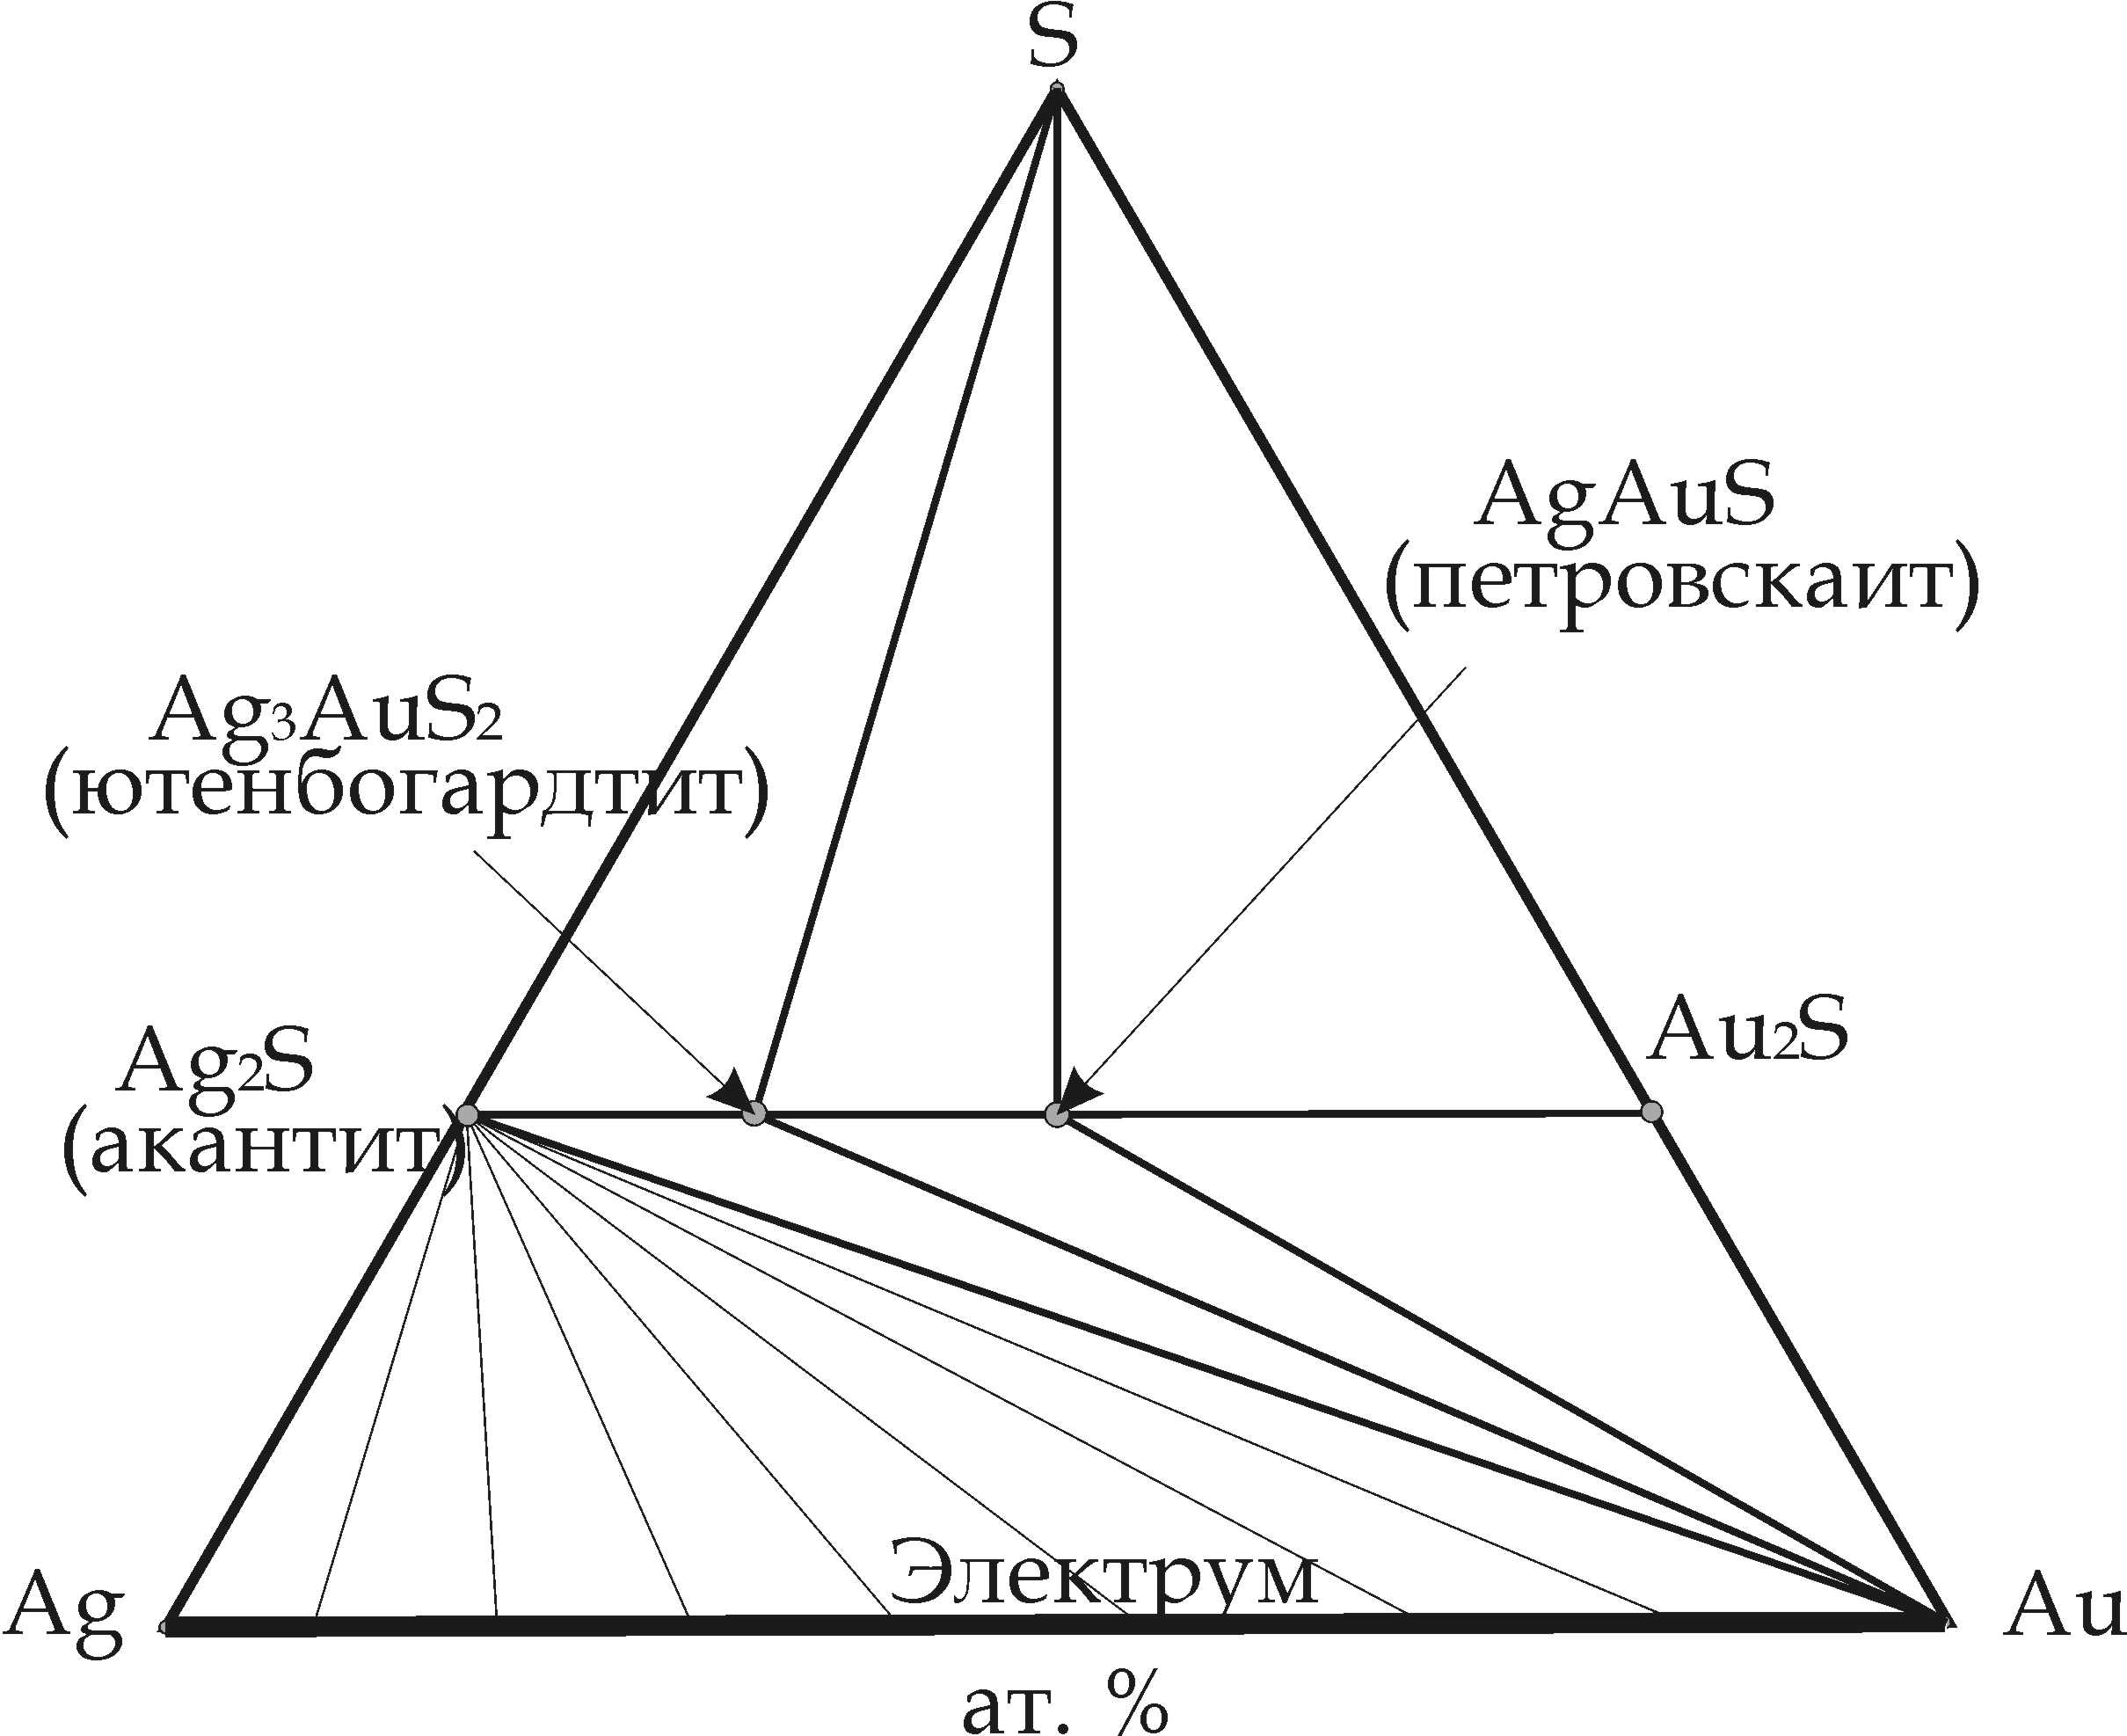 S
AgAuS
(петровскаит)
Ag3AuS2
(ютенбогардтит)
Au2S
Ag2S
(акантит)
Электрум
Ag
Au
ат. %